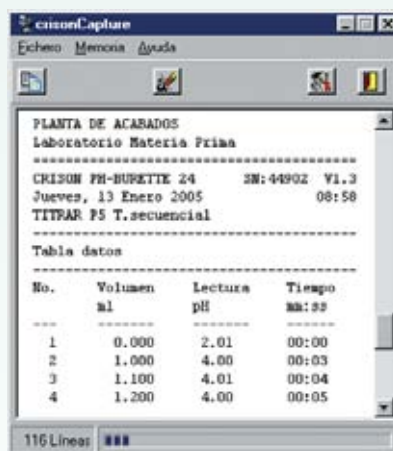 crisonCapture
Fichero Memoria Ayuda
PLANTA DE ACABADOS
Laboratorio Materia Prima
========================================
CRISON PH-BURETTE 24 SN:44902 V1.3
Jueves, 13 Enero 2005 08:58
TITRAR P5 T.secuencial
----------------------------------------
Tabla datos
----------------------------------------
No. Volumen Lectura Tiempo
ml pH mm:ss
--- ------- ------- ------
1 0.000 2.01 00:00
2 1.000 4.00 00:03
3 1.100 4.01 00:04
4 1.200 4.00 00:05
116 Líneas